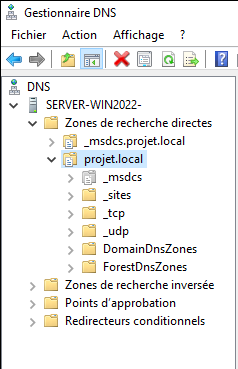 Gestionnaire DNS
Fichier Action Affichage ?
DNS
SERVER-WIN2022-
Zones de recherche directes
_msdcs.projet.local
projet.local
_msdcs
_sites
_tcp
_udp
DomainDnsZones
ForestDnsZones
Zones de recherche inversée
Points d'approbation
Redirecteurs conditionnels